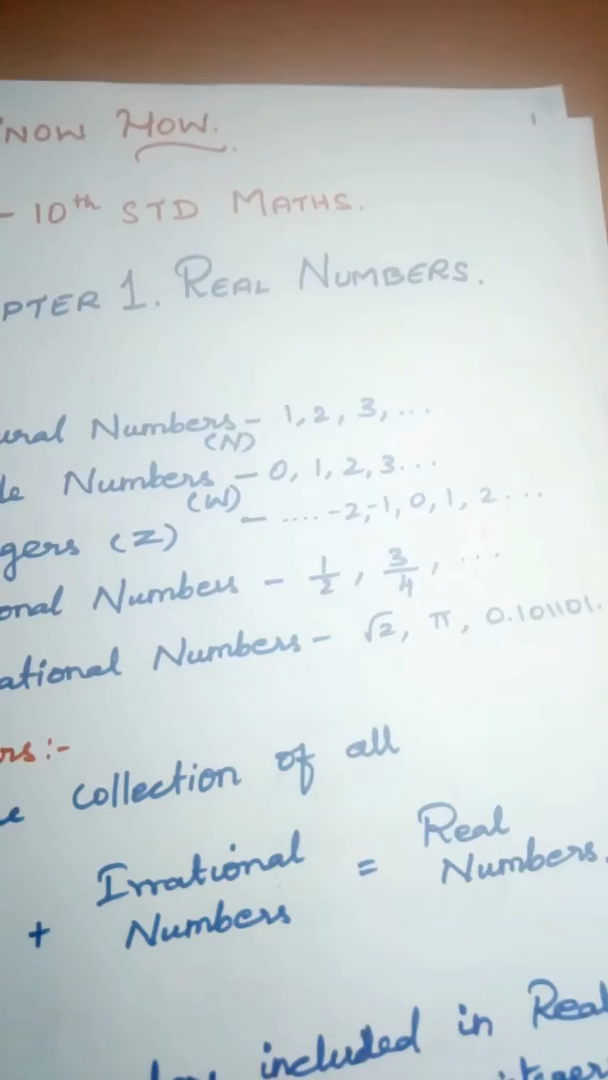 NOW HOW.
1
- 10th STD MATHS.
PTER 1. REAL NUMBERS.
ural Numbers - 1, 2, 3, ...
(N)
le Numbers - 0, 1, 2, 3...
(W)
gers (Z) - ....-2,-1, 0, 1, 2...
onal Numbers - 1/2, 3/4, ...
ational Numbers - √2, π, 0.101101.
ors :-
e collection of all
+ Irrational Numbers = Real Numbers.
included in Real